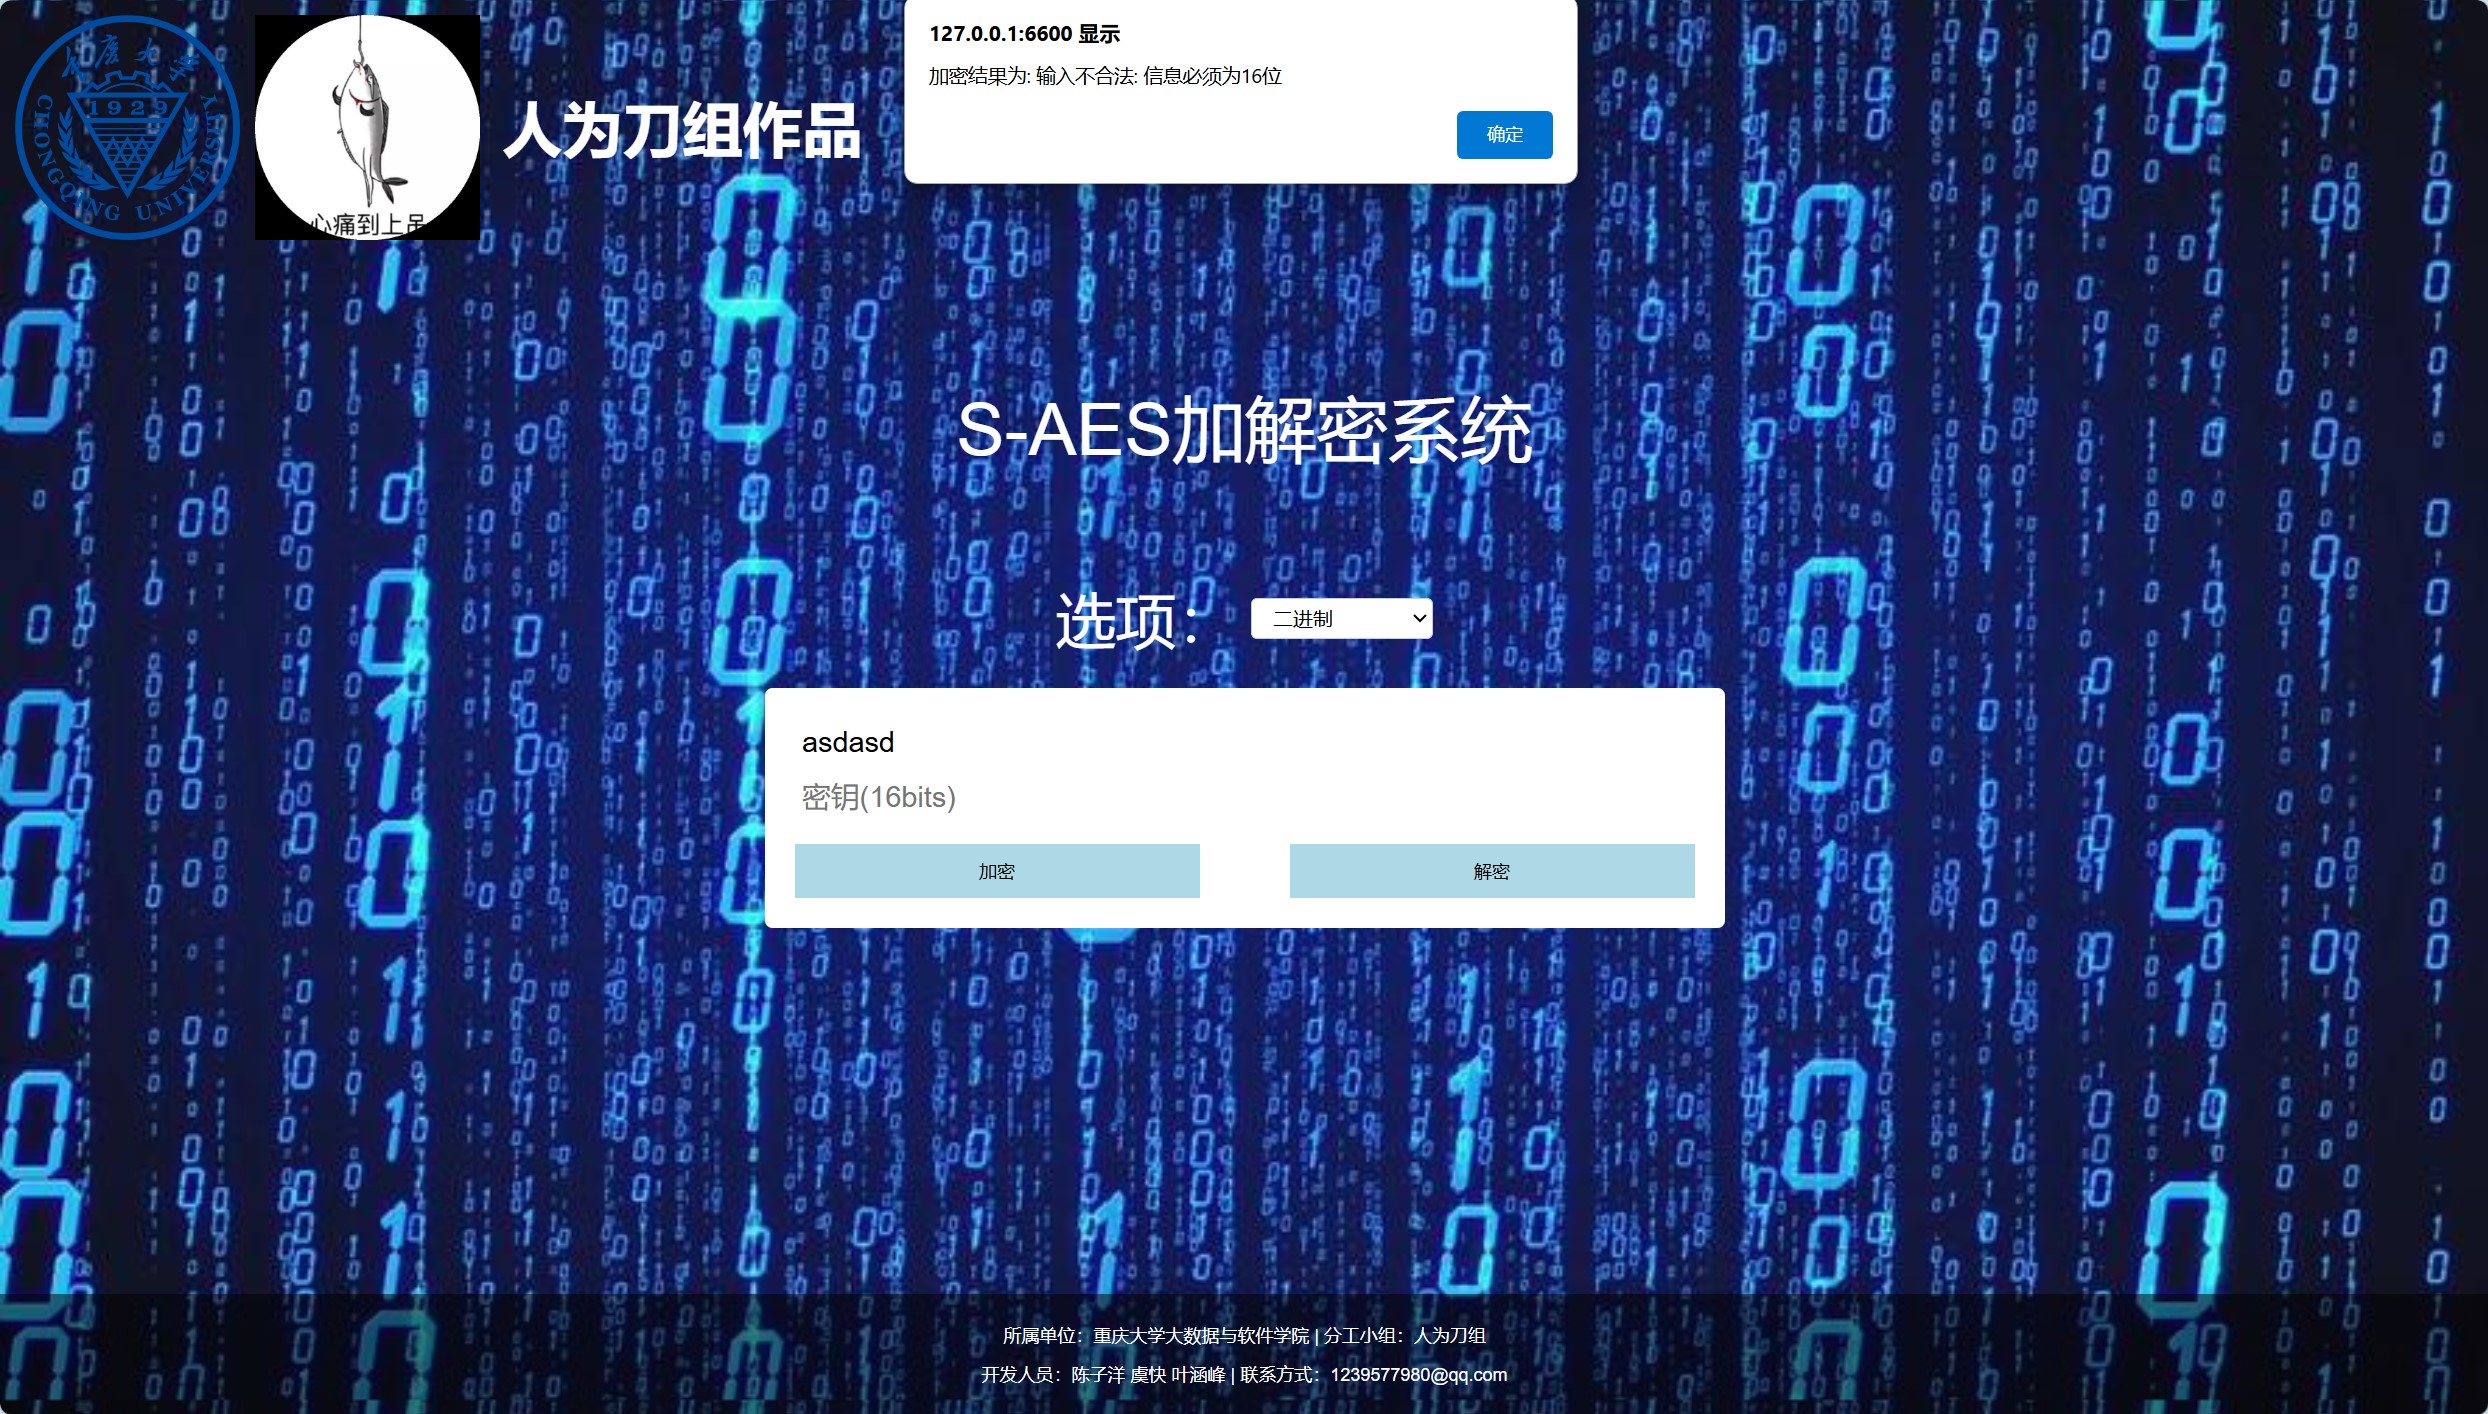 重庆大学
1929
CHONGQING UNIVERSITY
心痛到上吊
人为刀组作品
127.0.0.1:6600 显示
加密结果为: 输入不合法: 信息必须为16位
确定
S-AES加解密系统
选项：
二进制
asdasd
密钥(16bits)
加密
解密
所属单位：重庆大学大数据与软件学院 | 分工小组：人为刀组
开发人员：陈子洋 虞快 叶涵峰 | 联系方式：1239577980@qq.com